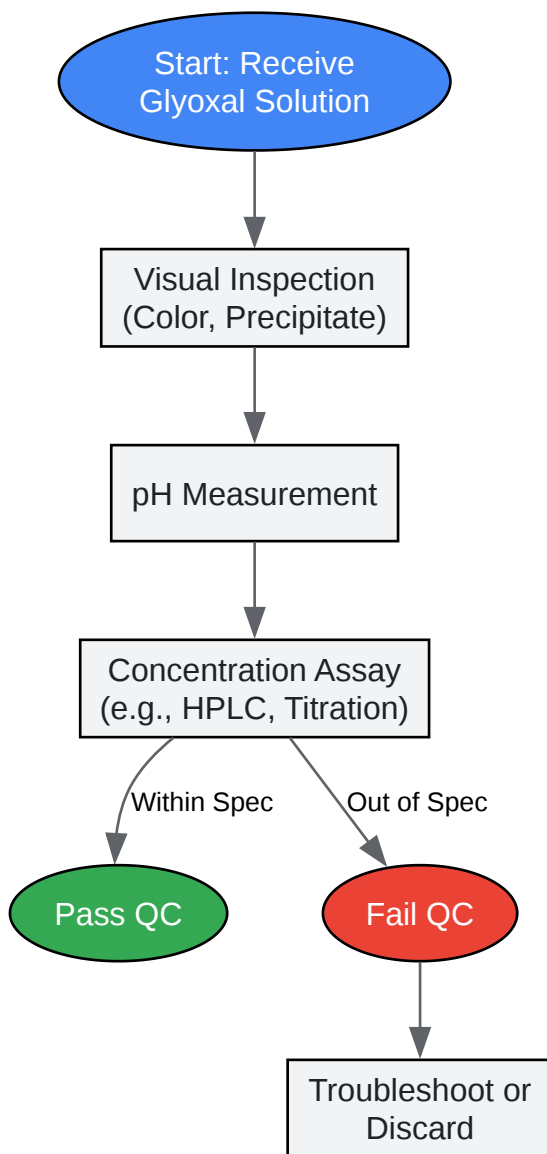 Start: Receive
Glyoxal Solution
Visual Inspection
(Color, Precipitate)
pH Measurement
Concentration Assay
(e.g., HPLC, Titration)
Within Spec
Out of Spec
Pass QC
Fail QC
Troubleshoot or
Discard